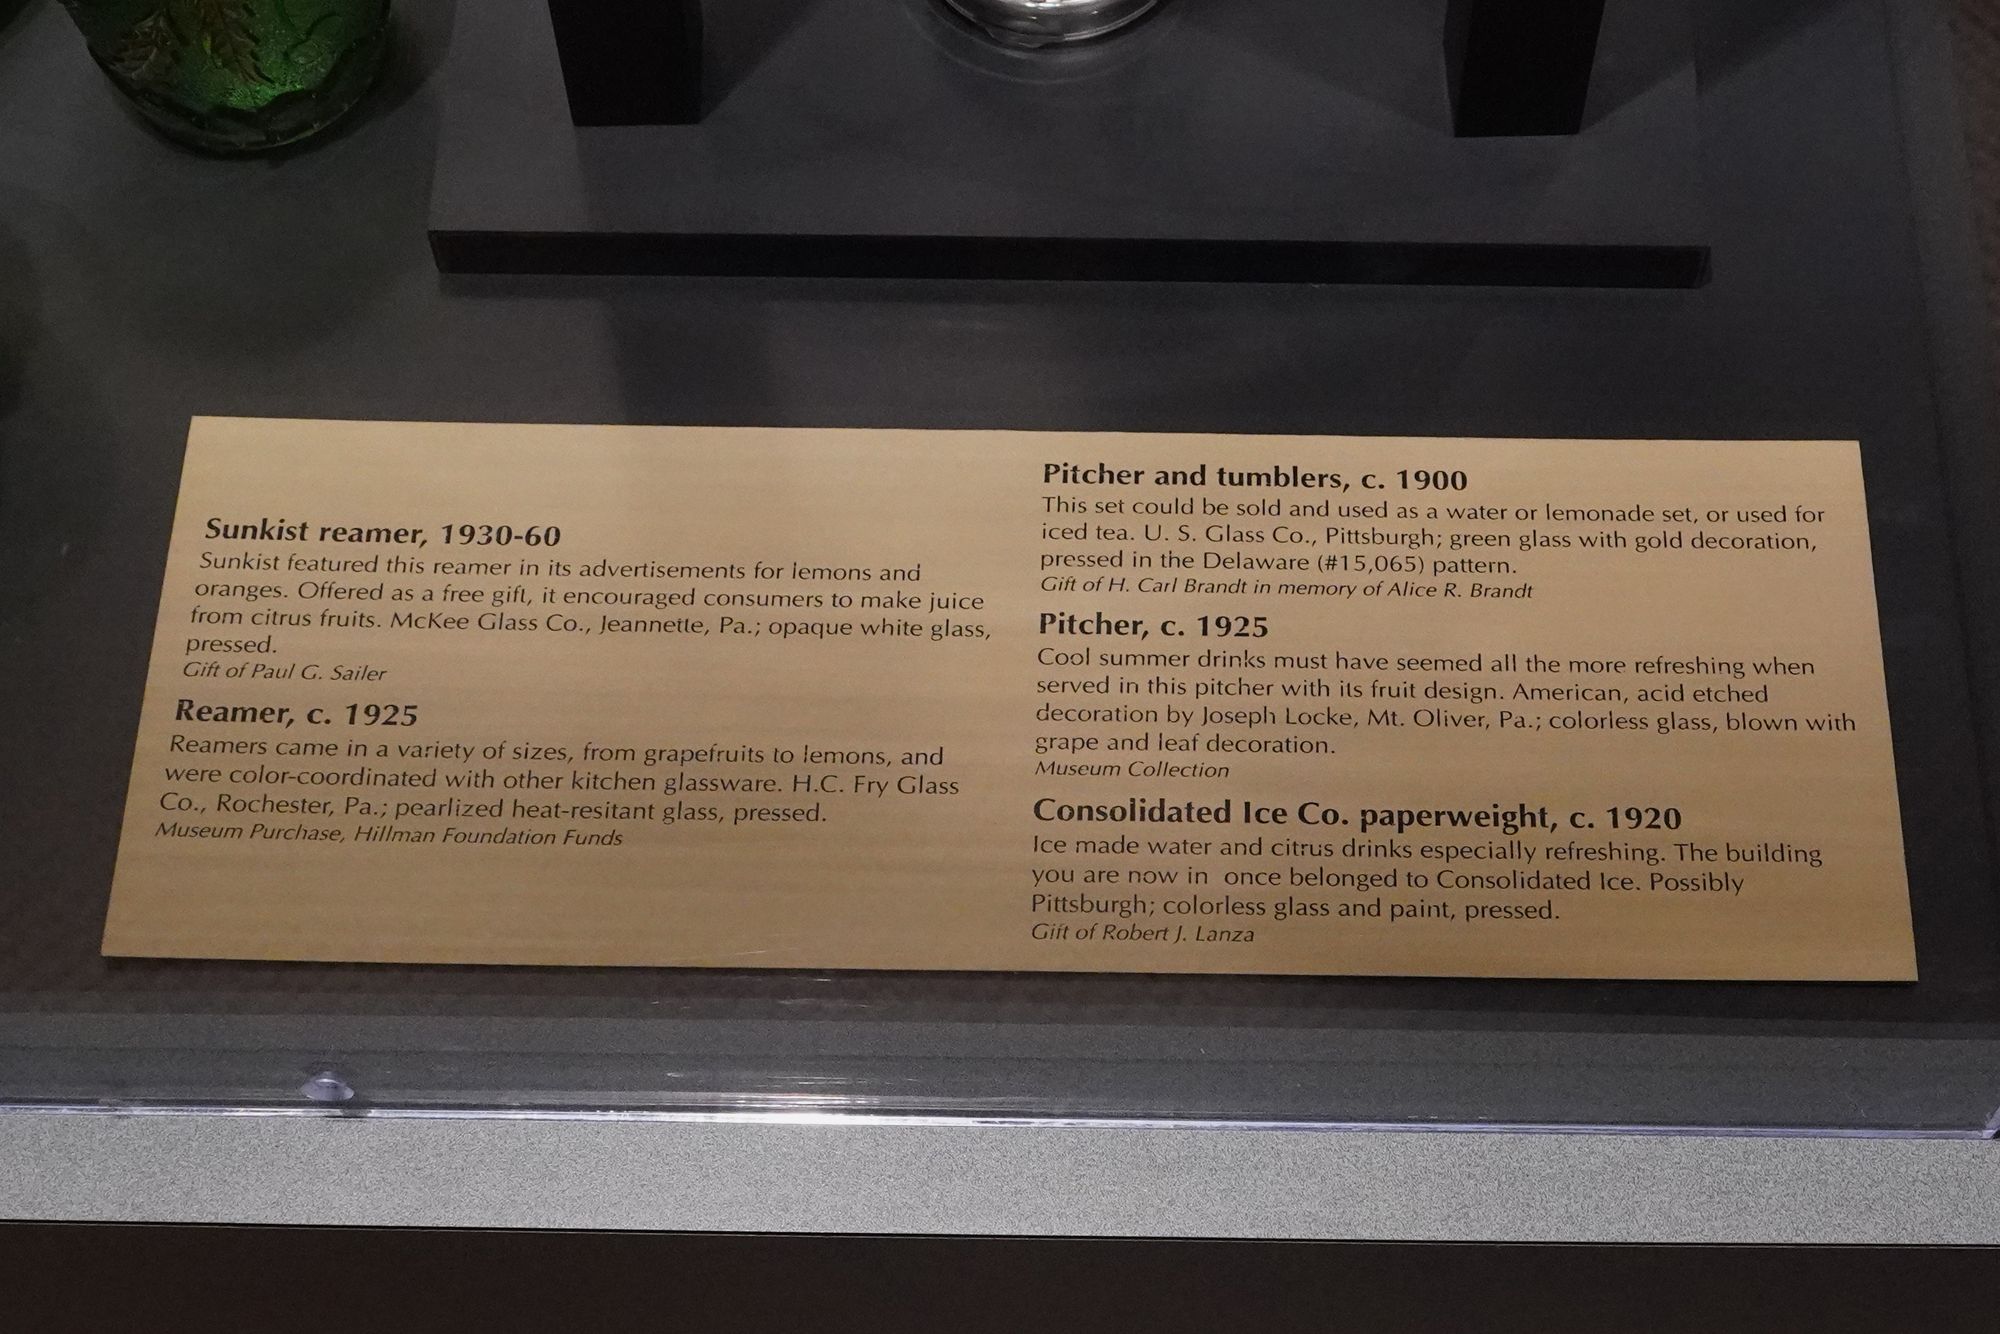 Sunkist reamer, 1930-60
Sunkist featured this reamer in its advertisements for lemons and
oranges. Offered as a free gift, it encouraged consumers to make juice
from citrus fruits. McKee Glass Co., Jeannette, Pa.; opaque white glass,
pressed.
Gift of Paul G. Sailer
Reamer, c. 1925
Reamers came in a variety of sizes, from grapefruits to lemons, and
were color-coordinated with other kitchen glassware. H.C. Fry Glass
Co., Rochester, Pa.; pearlized heat-resitant glass, pressed.
Museum Purchase, Hillman Foundation Funds
Pitcher and tumblers, c. 1900
This set could be sold and used as a water or lemonade set, or used for
iced tea. U. S. Glass Co., Pittsburgh; green glass with gold decoration,
pressed in the Delaware (#15,065) pattern.
Gift of H. Carl Brandt in memory of Alice R. Brandt
Pitcher, c. 1925
Cool summer drinks must have seemed all the more refreshing when
served in this pitcher with its fruit design. American, acid etched
decoration by Joseph Locke, Mt. Oliver, Pa.; colorless glass, blown with
grape and leaf decoration.
Museum Collection
Consolidated Ice Co. paperweight, c. 1920
Ice made water and citrus drinks especially refreshing. The building
you are now in once belonged to Consolidated Ice. Possibly
Pittsburgh; colorless glass and paint, pressed.
Gift of Robert J. Lanza